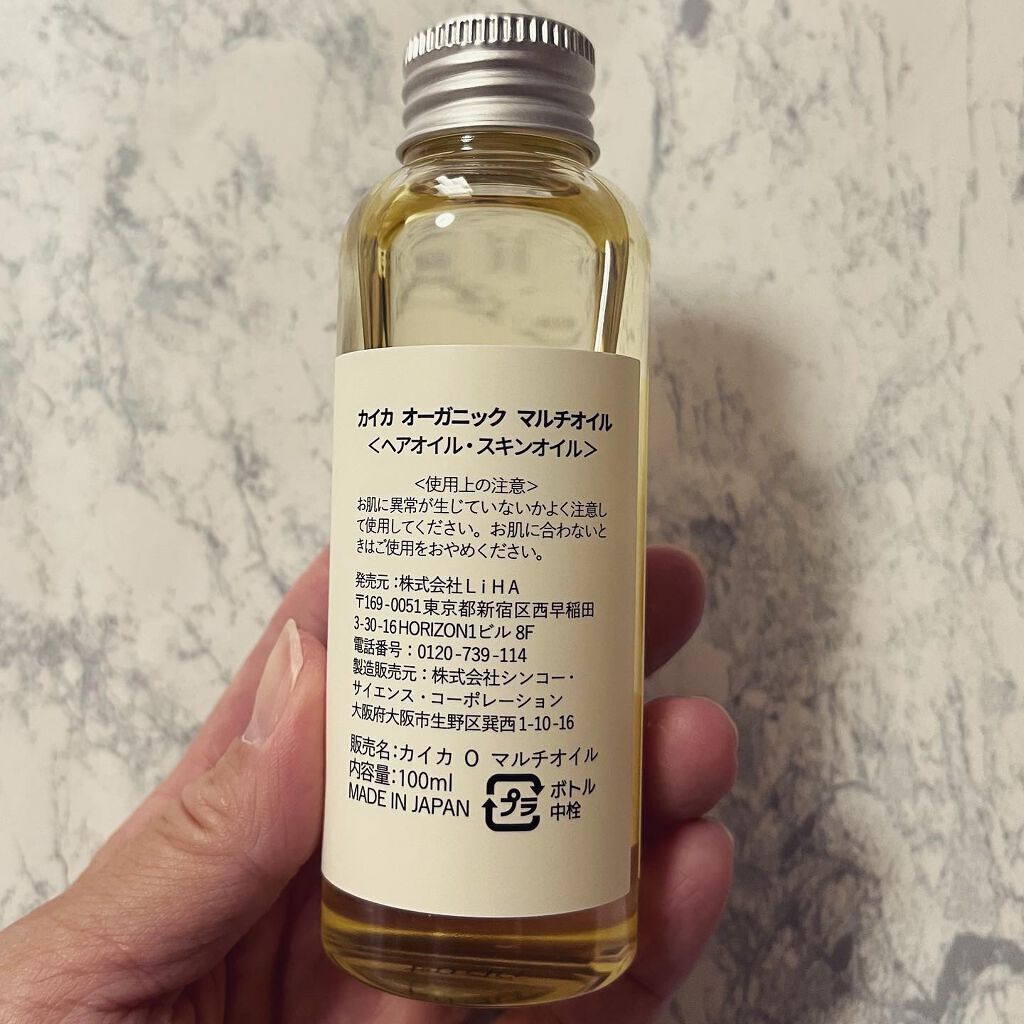 カイカ オーガニック マルチオイル
<ヘアオイル・スキンオイル>
<使用上の注意>
お肌に異常が生じていないかよく注意し
て使用してください。お肌に合わないと
きはご使用をおやめください。
発売元：株式会社LiHA
〒169-0051東京都新宿区西早稲田
3-30-16HORIZON1ビル 8F
電話番号：0120-739-114
製造販売元：株式会社シンコー・
サイエンス・コーポレーション
大阪府大阪市生野区巽西1-10-16
販売名：カイカ O マルチオイル
内容量：100ml
MADE IN JAPAN
プラ
ボトル
中栓